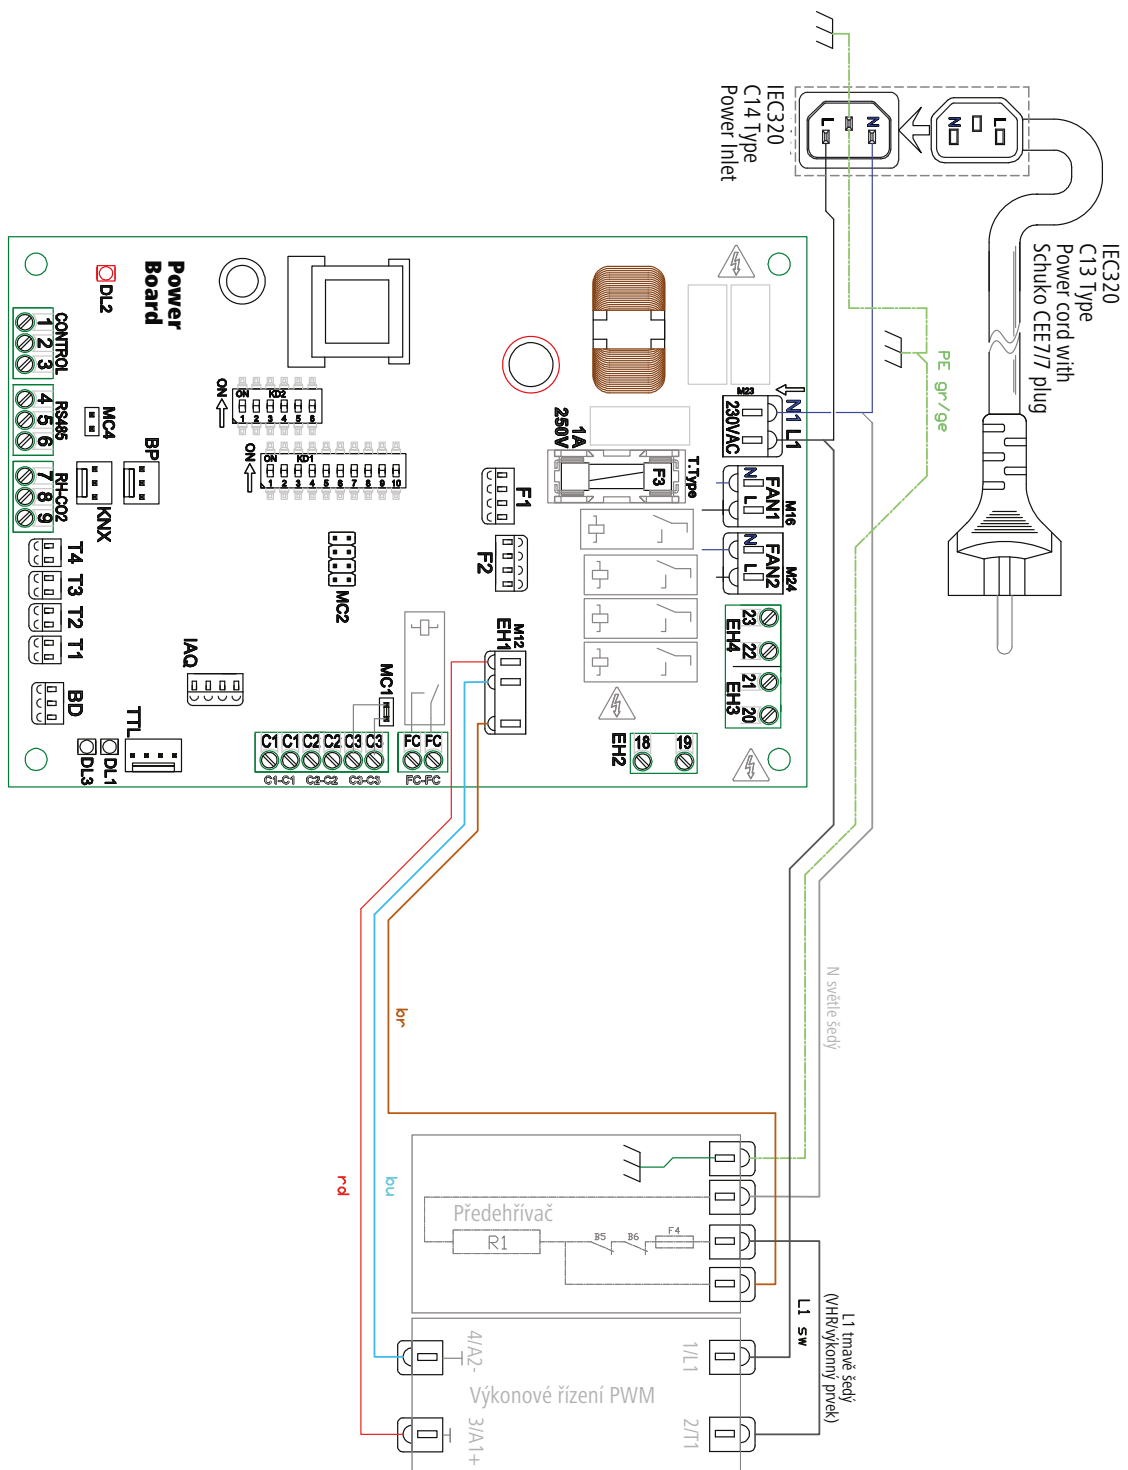 IEC320
C14 Type
Power Inlet
L
N
N
L
IEC320
C13 Type
Power cord with
Schuko CEE7/7 plug
PE gr/ge
Power
Board
DL2
CONTROL
1 2 3
RS485
4 5 6
RH-CO2
7 8 9
MC4
BP
KNX
T4
T3
T2
T1
BD
IAQ
TTL
DL1
DL3
ON
ON KD2
1 2 3 4 5 6
ON
ON KD1
1 2 3 4 5 6 7 8 9 10
MC2
F1
F2
1A
250V
F3
T.Type
M23
230VAC
N1 L1
N
L
FAN1
M16
N
L
FAN2
M24
23
22
EH4
21
20
EH3
18
19
EH2
M12
EH1
MC1
C1 C1 C2 C2 C3 C3
C1-C1 C2-C2 C3-C3
FC FC
FC-FC
N světle šedý
br
bu
rd
Předehřívač
R1
B5
B6
F4
L1 sw
L1 tmavě šedý
(VHR/výkonný prvek)
4/A2-
1/L1
Výkonové řízení PWM
3/A1+
2/T1